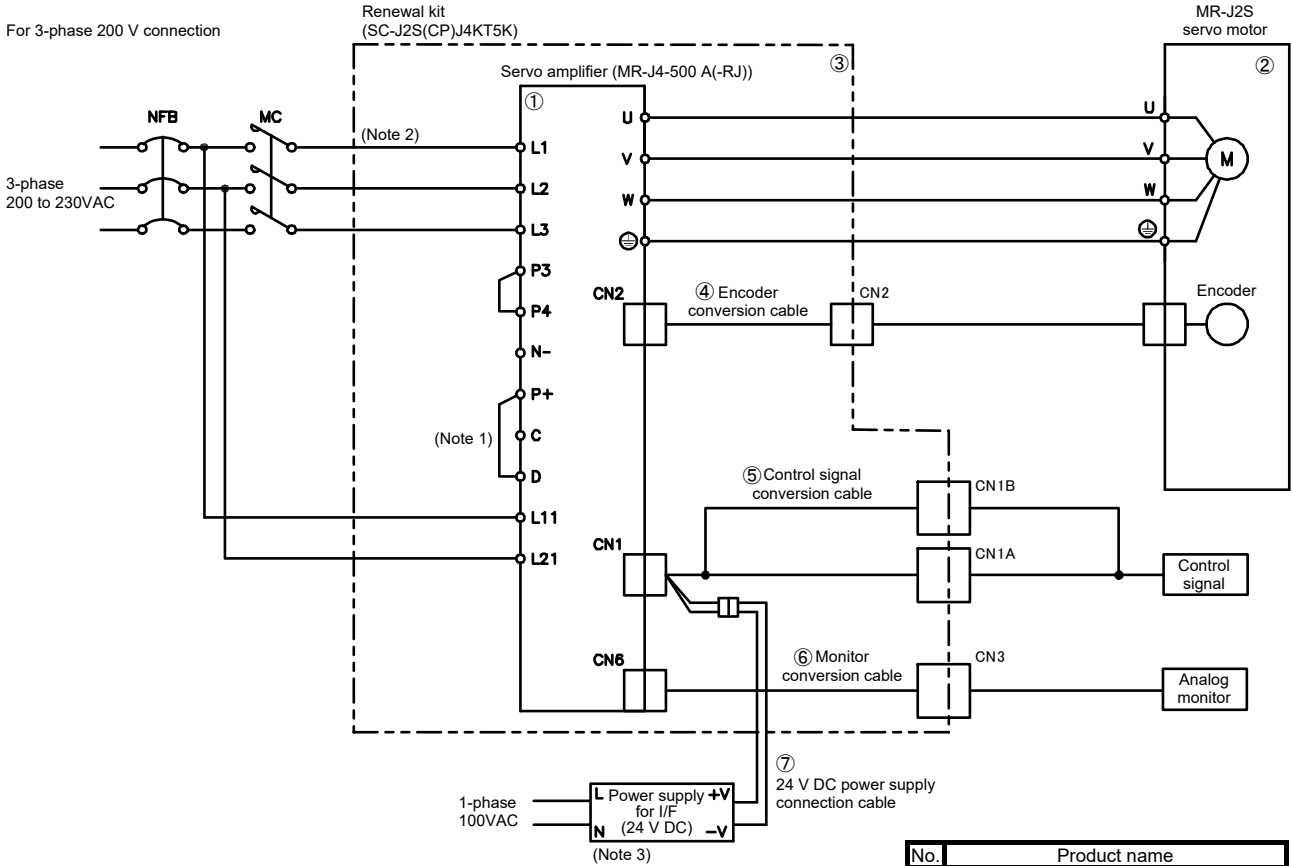 For 3-phase 200 V connection
Renewal kit
(SC-J2S(CP)J4KT5K)
MR-J2S
servo motor
Servo amplifier (MR-J4-500 A(-RJ))
③
②
①
NFB
MC
(Note 2)
3-phase
200 to 230VAC
L1
L2
L3
P3
P4
N-
P+
(Note 1)
C
D
L11
L21
U
V
W
CN2
④ Encoder
conversion cable
CN2
U
V
W
M
Encoder
⑤ Control signal
conversion cable
CN1B
CN1
CN1A
Control
signal
CN6
⑥ Monitor
conversion cable
CN3
Analog
monitor
⑦
24 V DC power supply
connection cable
1-phase
100VAC
L Power supply +V
for I/F
N (24 V DC) -V
(Note 3)
No. Product name